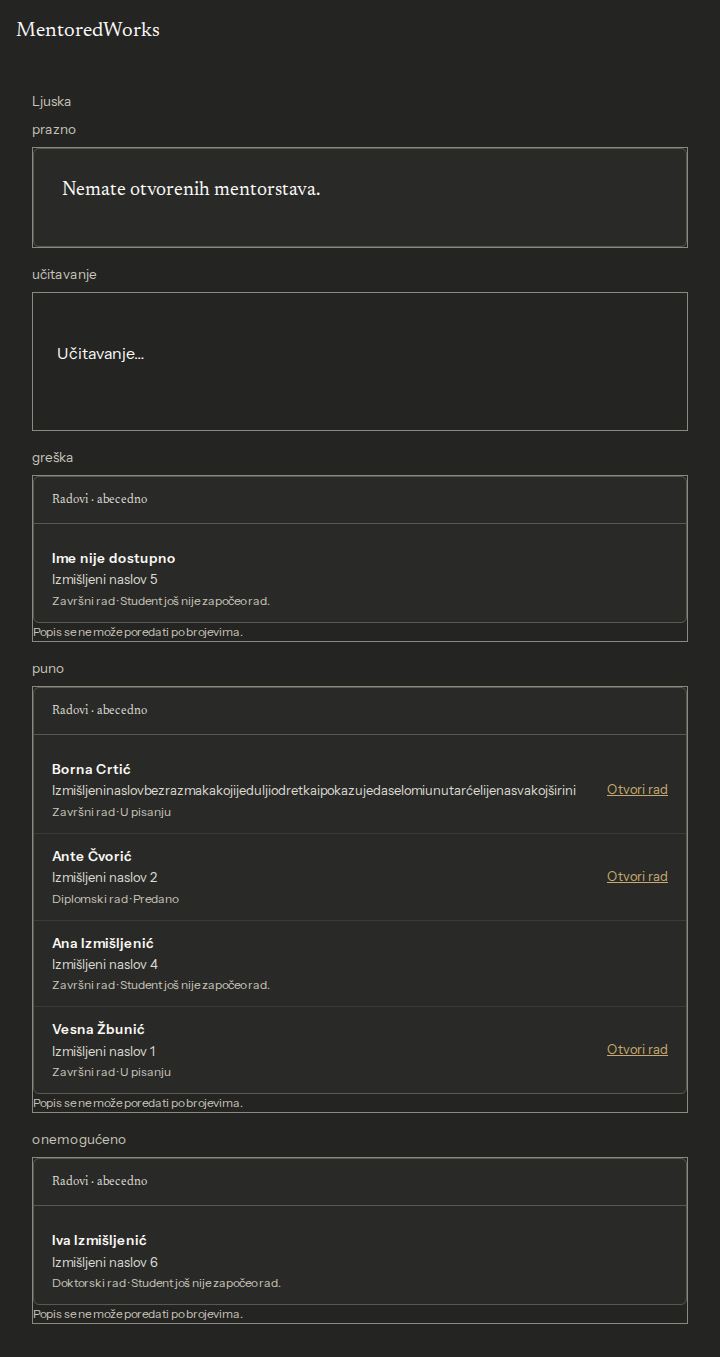 MentoredWorks
Ljuska
prazno
Nemate otvorenih mentorstava.
učitavanje
Učitavanje…
greška
Radovi · abecedno
Ime nije dostupno
Izmišljeni naslov 5
Završni rad · Student još nije započeo rad.
Popis se ne može poredati po brojevima.
puno
Radovi · abecedno
Borna Crtić
Izmišljeninaslovbezrazmakakojijeduljiodretkaipokazujedaselomiunutarćelijenasvakojširini
Otvori rad
Završni rad · U pisanju
Ante Čvorić
Izmišljeni naslov 2
Otvori rad
Diplomski rad · Predano
Ana Izmišljenić
Izmišljeni naslov 4
Završni rad · Student još nije započeo rad.
Vesna Žbunić
Izmišljeni naslov 1
Otvori rad
Završni rad · U pisanju
Popis se ne može poredati po brojevima.
onemogućeno
Radovi · abecedno
Iva Izmišljenić
Izmišljeni naslov 6
Doktorski rad · Student još nije započeo rad.
Popis se ne može poredati po brojevima.